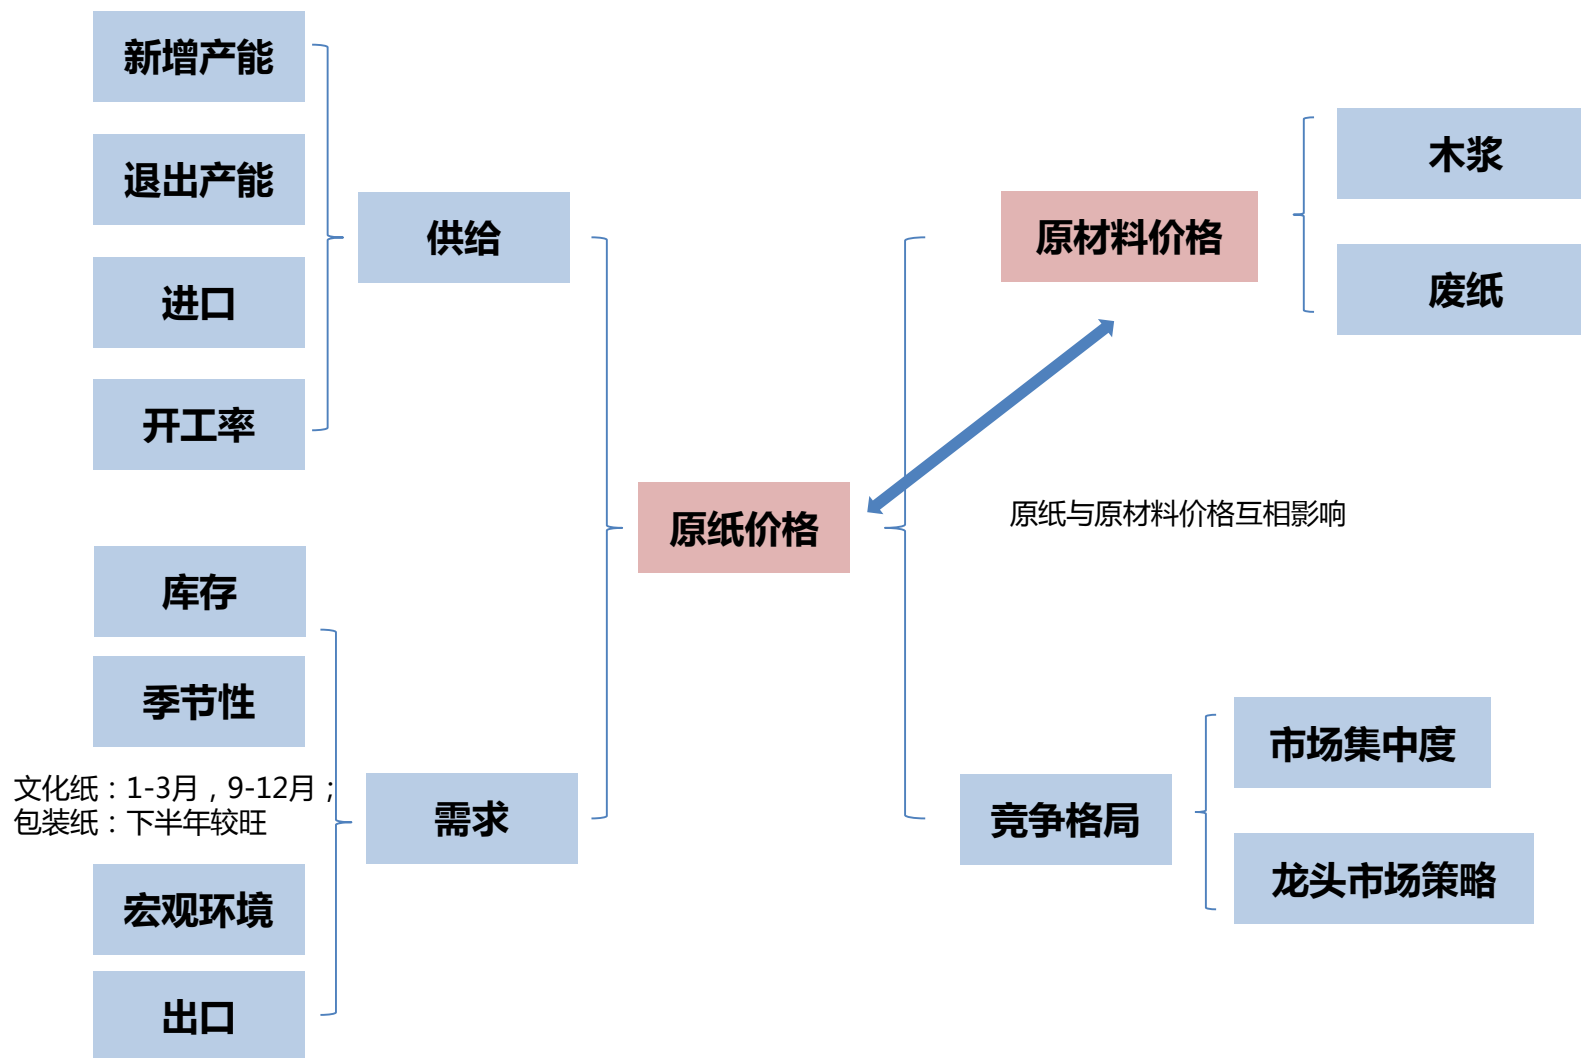 新增产能
退出产能
进口
开工率
供给
库存
季节性
文化纸：1-3月，9-12月；
包装纸：下半年较旺
宏观环境
出口
需求
原纸价格
原材料价格
木浆
废纸
原纸与原材料价格互相影响
竞争格局
市场集中度
龙头市场策略